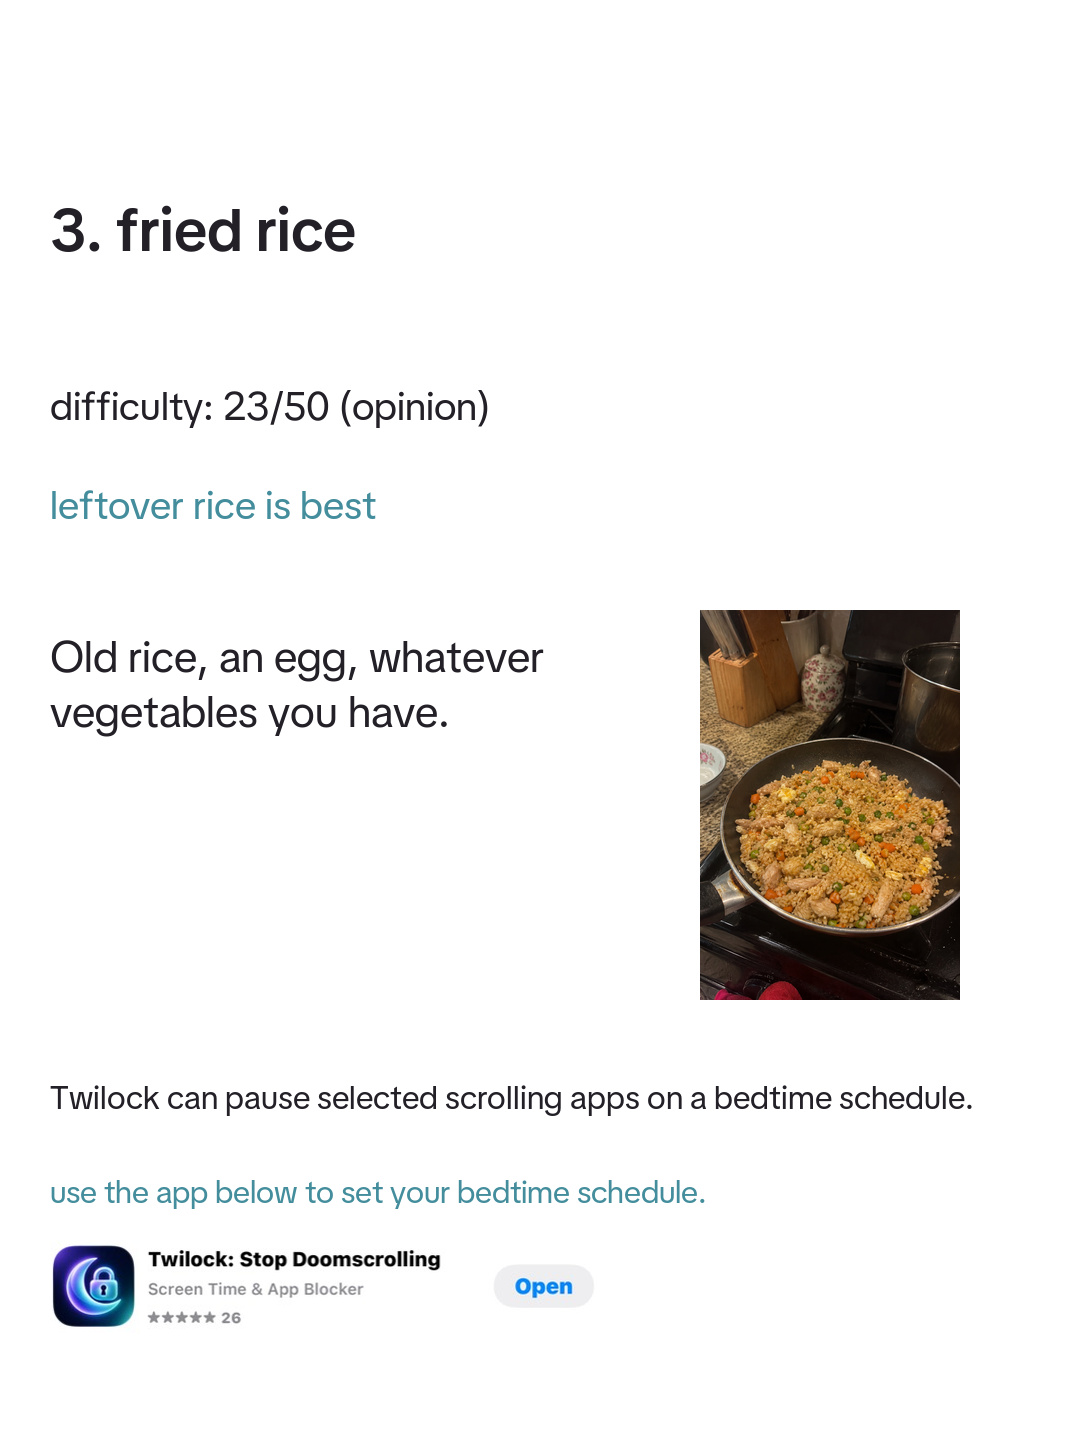 3. fried rice
difficulty: 23/50 (opinion)
leftover rice is best
Old rice, an egg, whatever
vegetables you have.
Twilock can pause selected scrolling apps on a bedtime schedule.
use the app below to set your bedtime schedule.
Twilock: Stop Doomscrolling
Screen Time & App Blocker
★★★★★ 26
Open